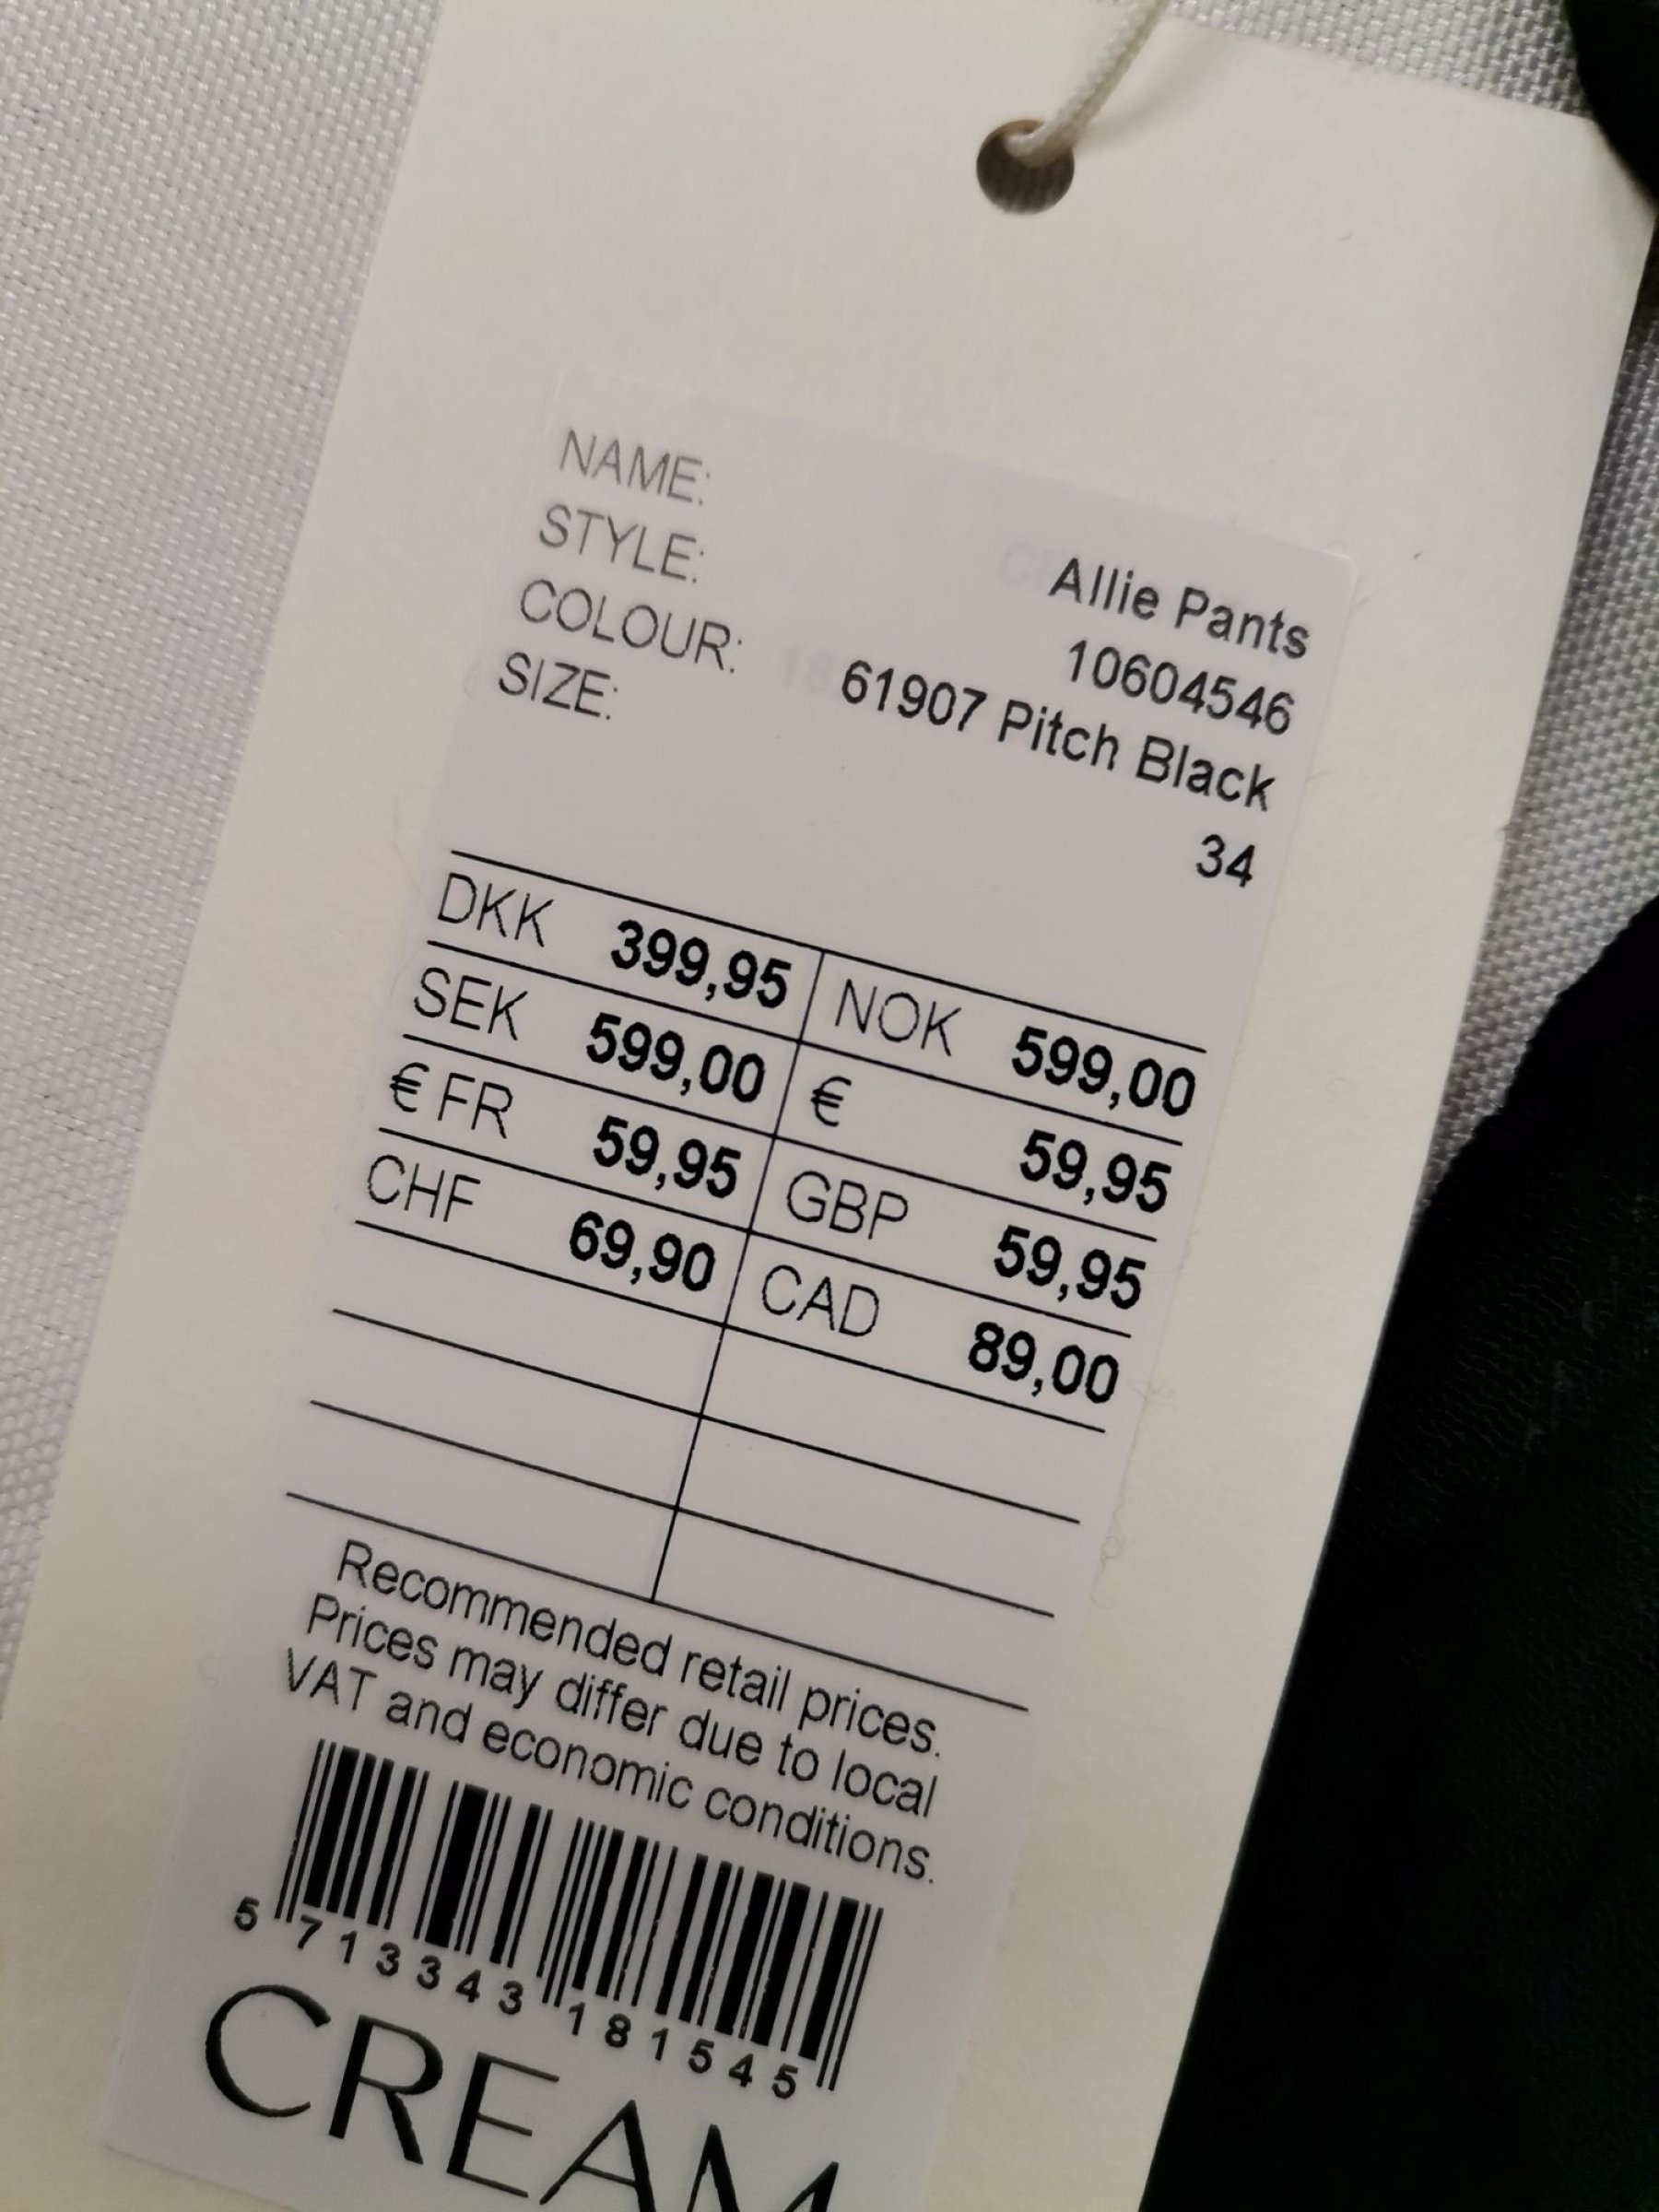 NAME: Allie Pants
STYLE: 10604546
COLOUR: 61907 Pitch Black
SIZE: 34
DKK 399,95 NOK 599,00
SEK 599,00 € 59,95
€ FR 59,95 GBP 59,95
CHF 69,90 CAD 89,00
Recommended retail prices.
Prices may differ due to local
VAT and economic conditions.
5 713343 181545
CREAM